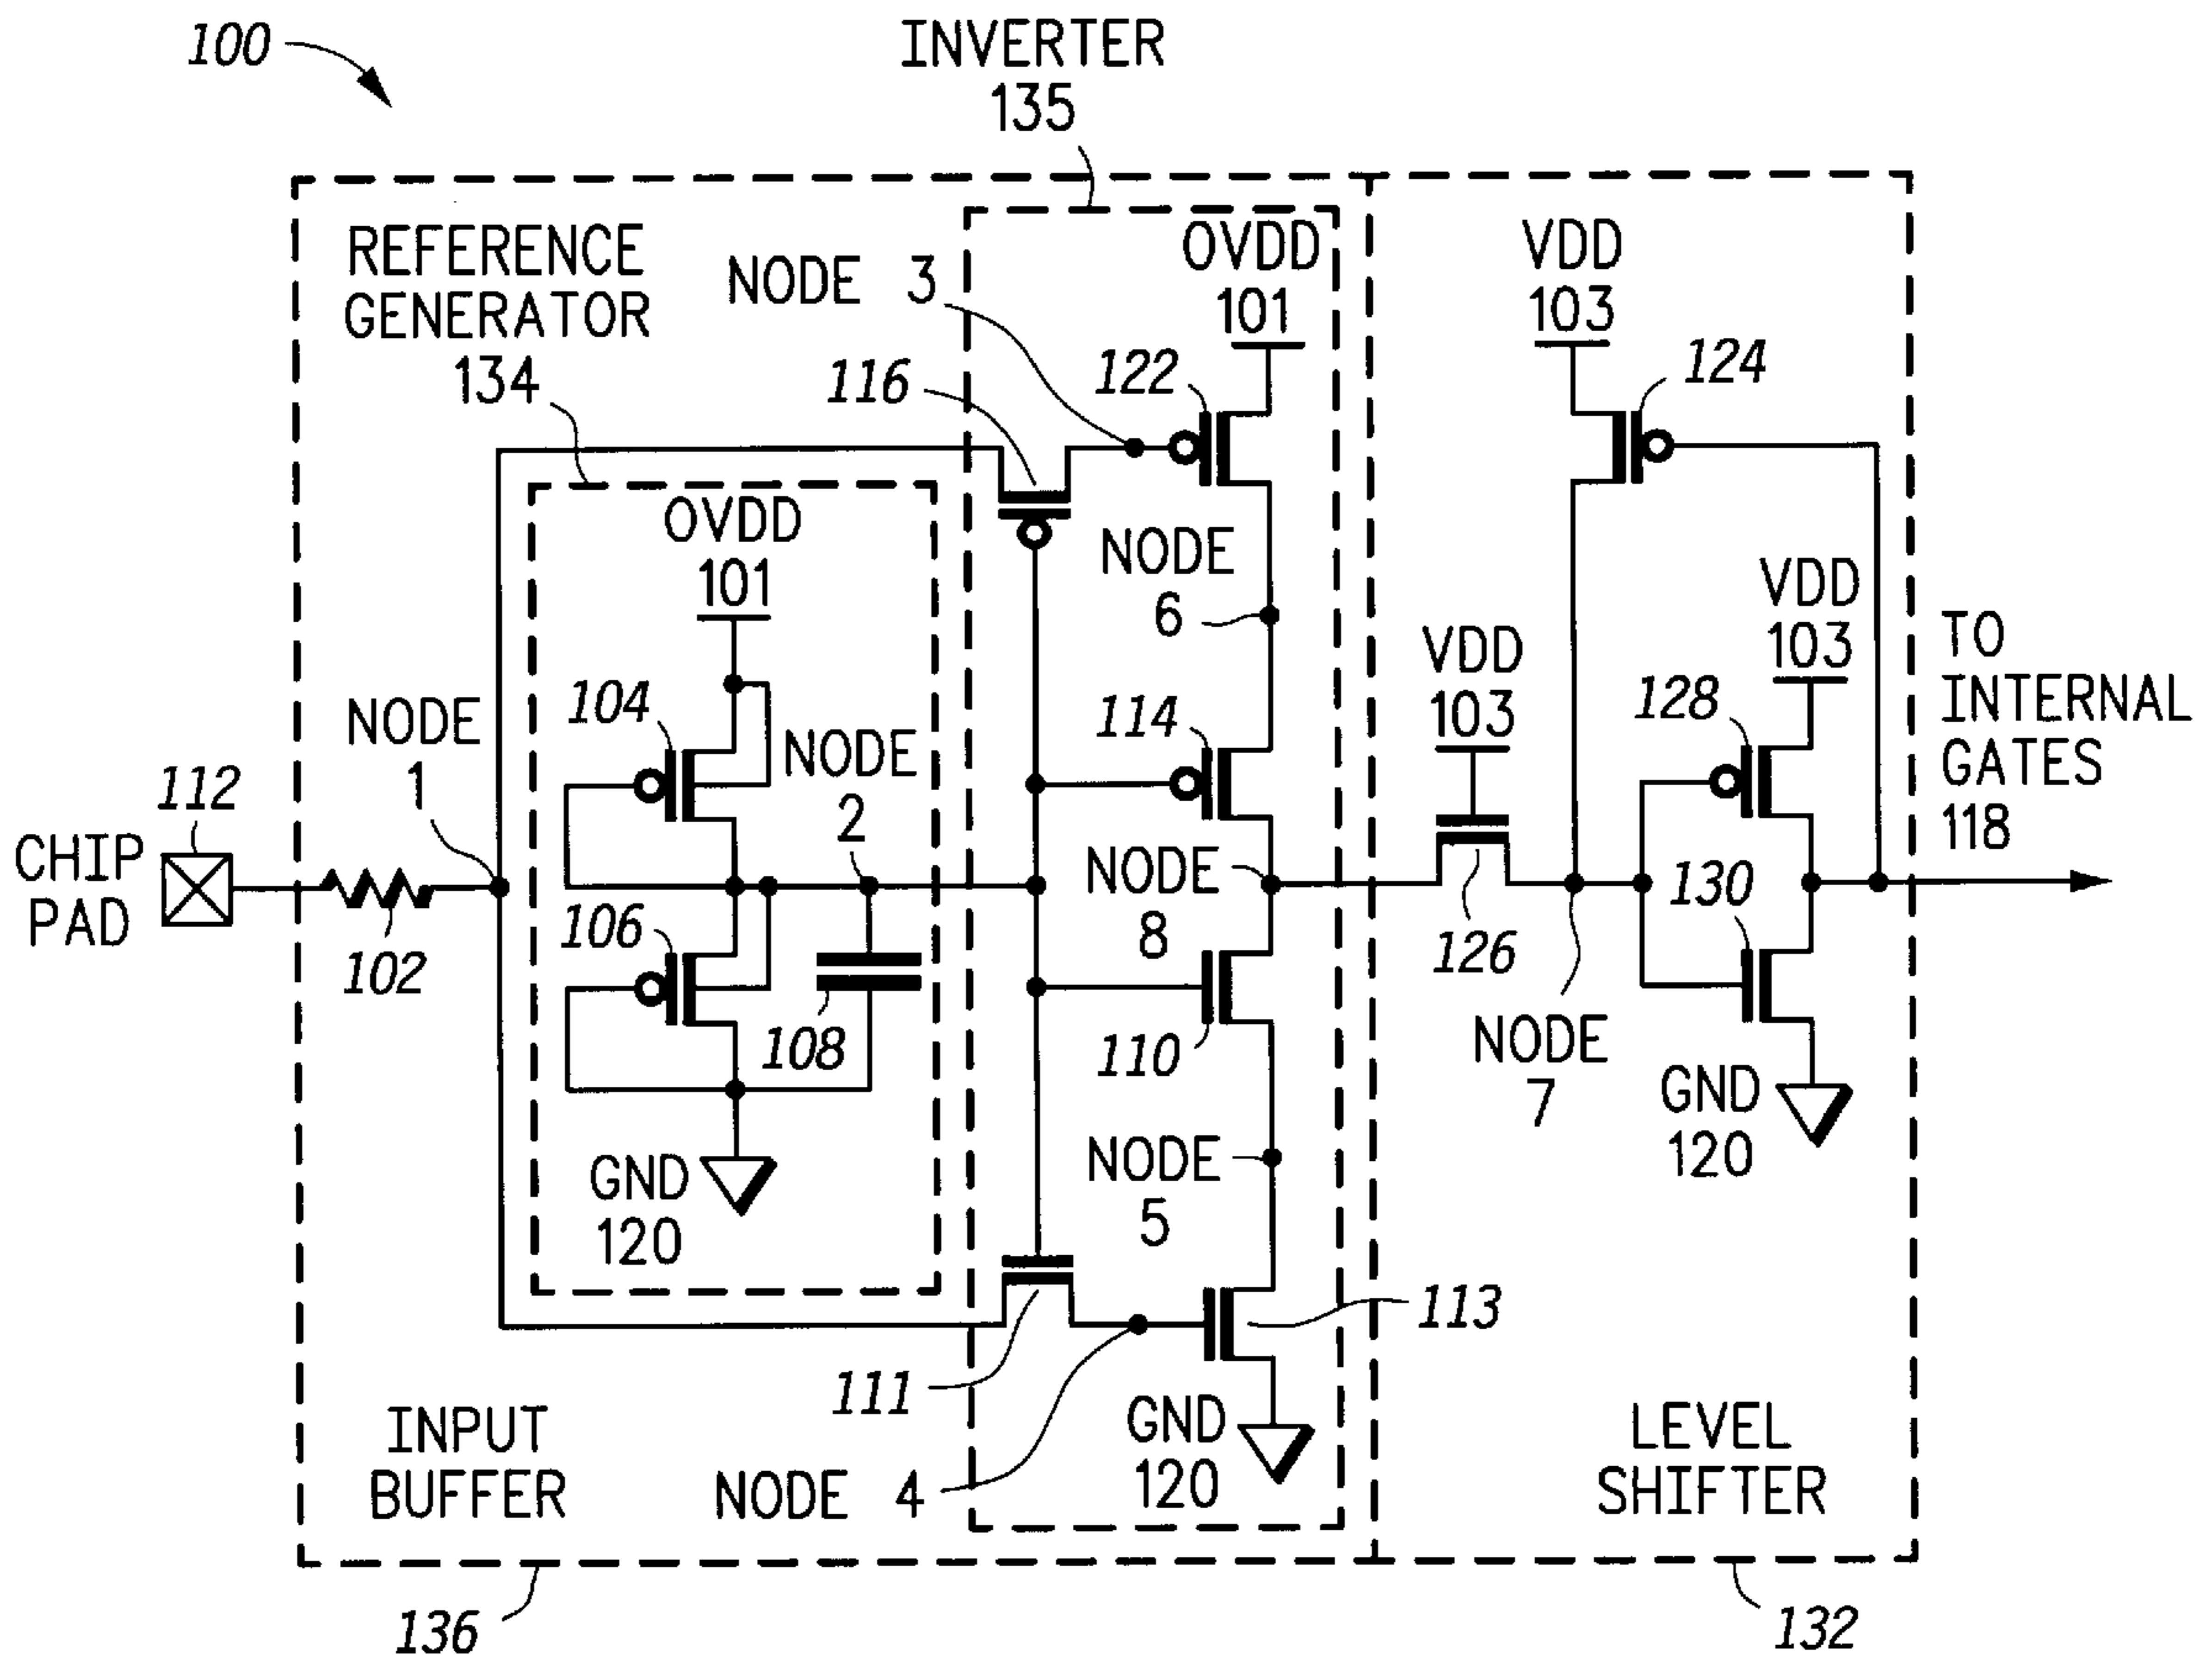 100
INVERTER
135
REFERENCE
GENERATOR
134
NODE 3
OVDD
101
VDD
103
116
122
124
OVDD
101
NODE
6
VDD
103
TO
INTERNAL
GATES
118
NODE
1
104
NODE
2
114
VDD
103
128
112
CHIP
PAD
102
106
108
NODE
8
110
126
130
NODE
7
GND
120
GND
120
NODE
5
113
111
GND
120
INPUT
BUFFER
NODE 4
LEVEL
SHIFTER
136
132